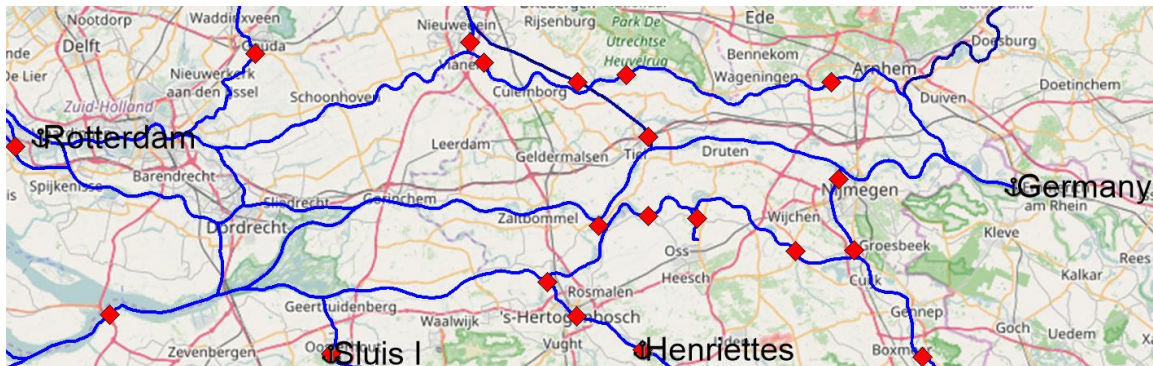 Waddinxveen
Nootdorp
Nieuwegein
Rijsenburg
Park De
Utrechtse
Heuvelrug
Ede
Doesburg
Delft
Gouda
De Lier
Nieuwerkerk
aan den IJssel
Vianen
Bennekom
Wageningen
Arnhem
Doetinchem
Zuid-Holland
Schoonhoven
Culemborg
Duiven
Rotterdam
Leerdam
Geldermalsen
Tiel
Druten
Barendrecht
Spijkenisse
Nijmegen
Germany
am Rhein
Sliedrecht
Gorinchem
Zaltbommel
Wijchen
Dordrecht
Groesbeek
Kleve
Rees
Oss
Heesch
Cuijk
Kalkar
Geertruidenberg
Rosmalen
Gennep
Waalwijk
's-Hertogenbosch
Goch
Uedem
Zevenbergen
Vught
Boxmeer
Sluis I
Henriettes